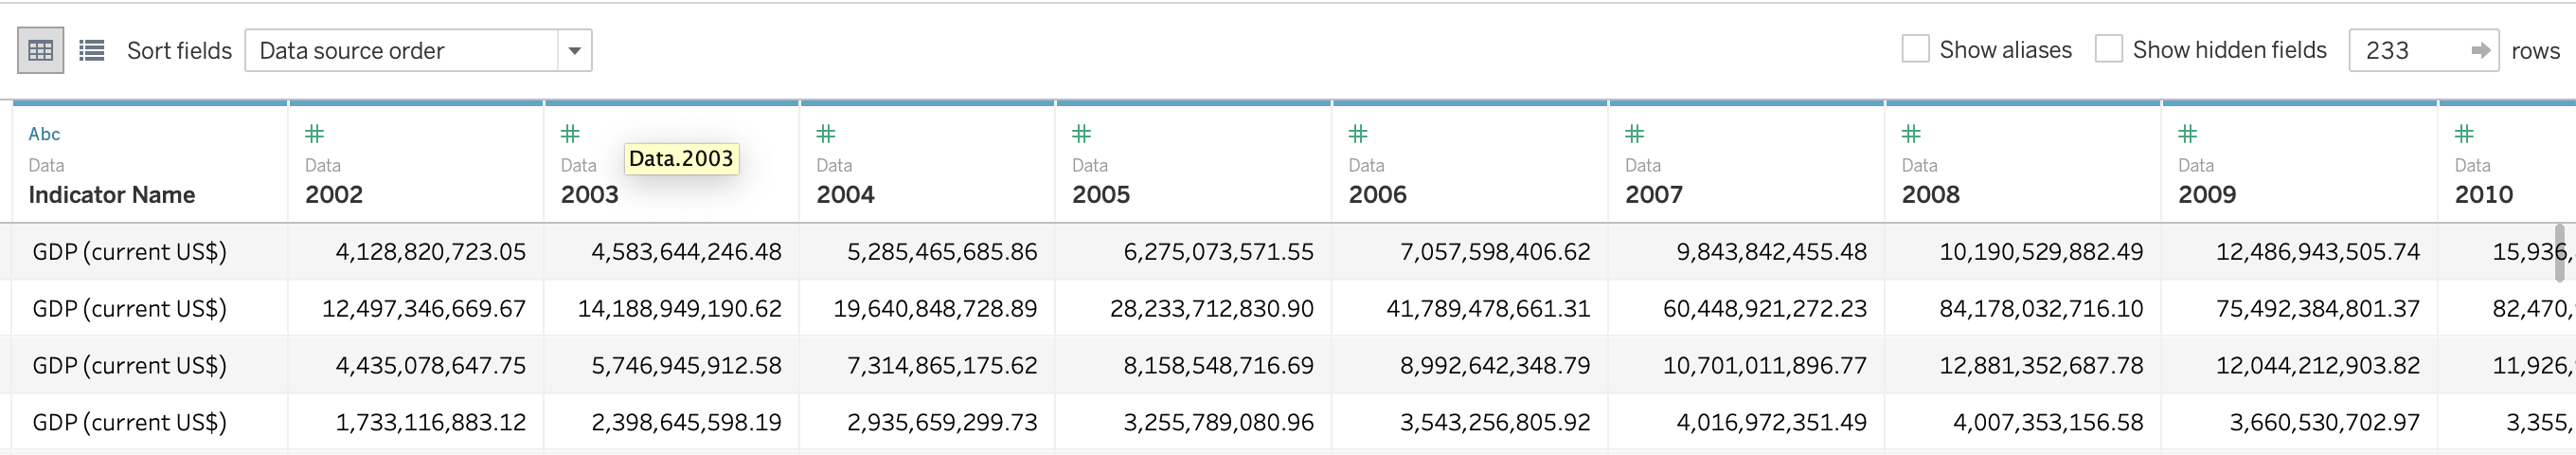 Sort fields Data source order Show aliases Show hidden fields 233 rows
Abc
Data Data Data Data Data Data Data Data Data Data
Data.2003
Indicator Name 2002 2003 2004 2005 2006 2007 2008 2009 2010
GDP (current US$) 4,128,820,723.05 4,583,644,246.48 5,285,465,685.86 6,275,073,571.55 7,057,598,406.62 9,843,842,455.48 10,190,529,882.49 12,486,943,505.74 15,936,
GDP (current US$) 12,497,346,669.67 14,188,949,190.62 19,640,848,728.89 28,233,712,830.90 41,789,478,661.31 60,448,921,272.23 84,178,032,716.10 75,492,384,801.37 82,470,
GDP (current US$) 4,435,078,647.75 5,746,945,912.58 7,314,865,175.62 8,158,548,716.69 8,992,642,348.79 10,701,011,896.77 12,881,352,687.78 12,044,212,903.82 11,926,
GDP (current US$) 1,733,116,883.12 2,398,645,598.19 2,935,659,299.73 3,255,789,080.96 3,543,256,805.92 4,016,972,351.49 4,007,353,156.58 3,660,530,702.97 3,355,